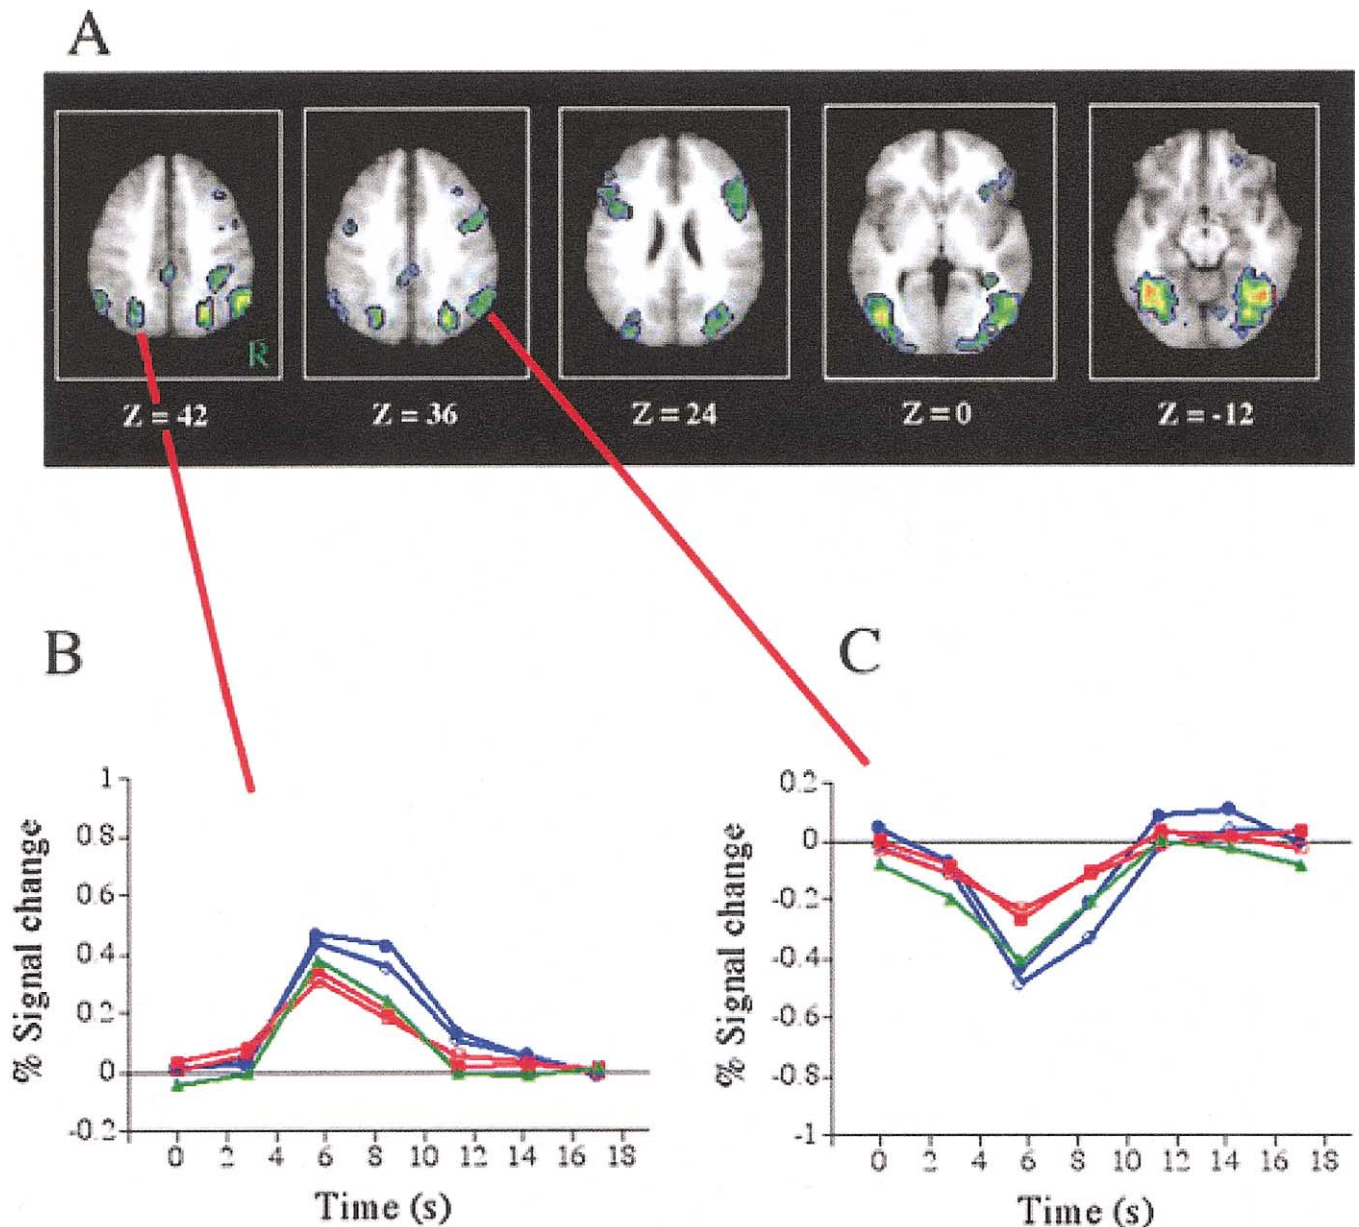 A
R
Z = 42
Z = 36
Z = 24
Z = 0
Z = -12
B
C
% Signal change
1
0.8
0.6
0.4
0.2
0
-0.2
0 2 4 6 8 10 12 14 16 18
Time (s)
% Signal change
0.2
0
-0.2
-0.4
-0.6
-0.8
-1
0 2 4 6 8 10 12 14 16 18
Time (s)